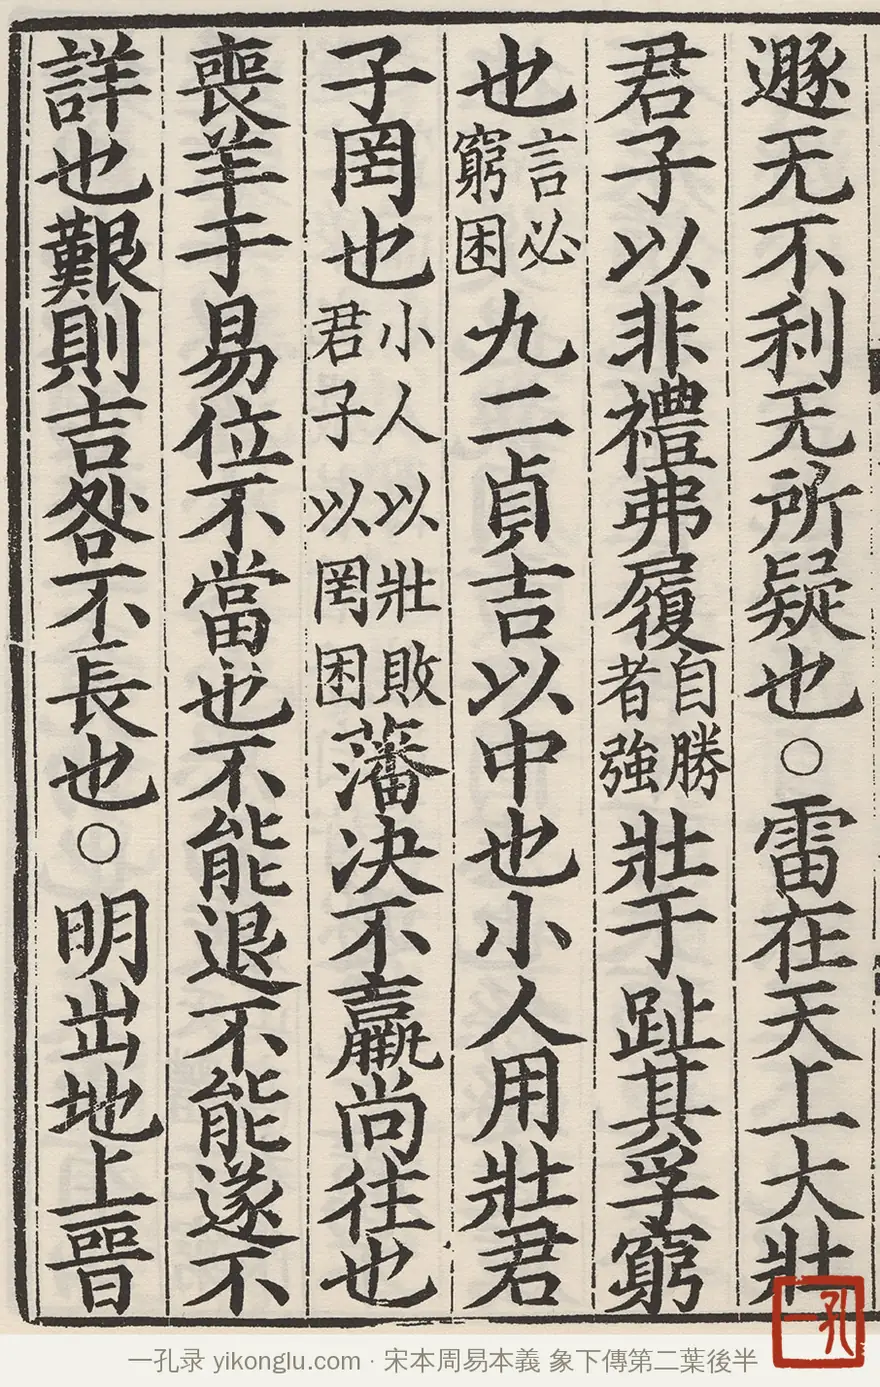 遯无不利无所疑也○雷在天上大壯
君子以非禮弗履自勝者強壯于趾其孚窮
也言必窮困九二貞吉以中也小人用壯君
子罔也小人以壯敗君子以罔困藩决不羸尚往也
喪羊于易位不當也不能退不能遂不
詳也艱則吉咎不長也○明出地上晉
一孔
一孔录 yikonglu.com · 宋本周易本義 象下傳第二葉後半